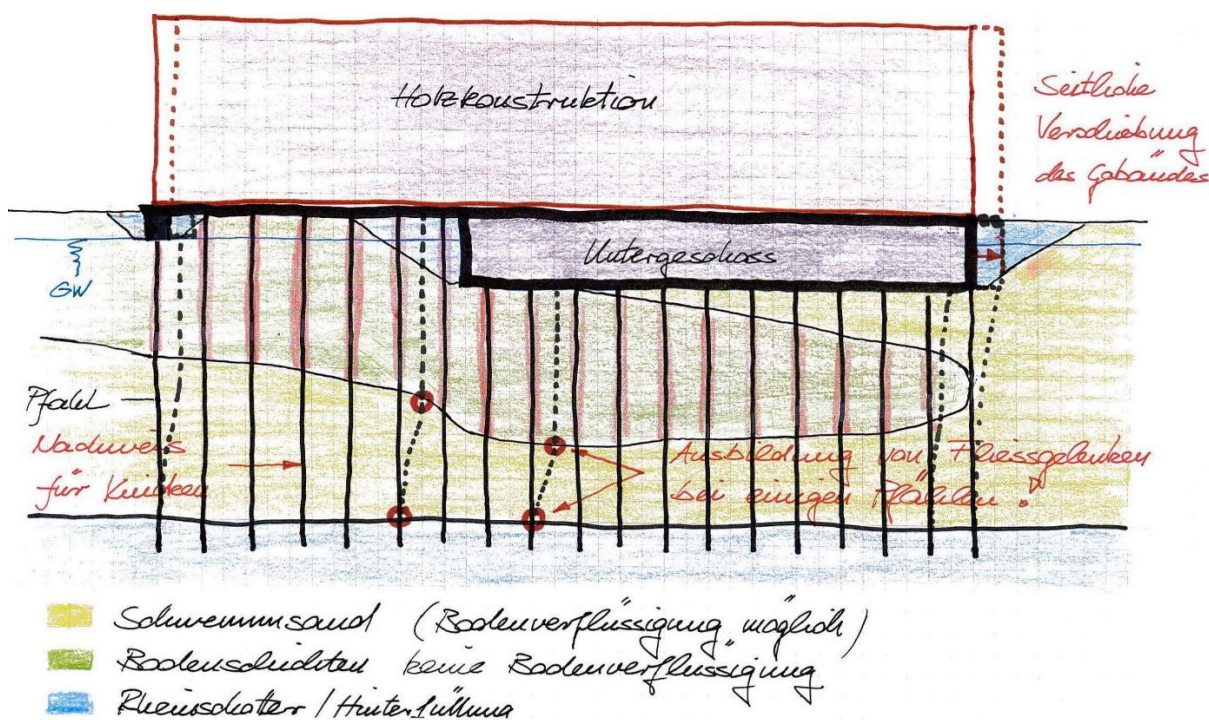 Holzkonstruktion
Seitliche
Verschiebung
des Gebäudes
Untergeschoss
GW
Pfahl
Nachweis
für Knicken
Ausbildung von Fliessgelenken
bei einigen Pfählen
Schwemmsand (Bodenverflüssigung möglich)
Bodenschichten keine Bodenverflüssigung
Rheinschotter / Hinterfüllung